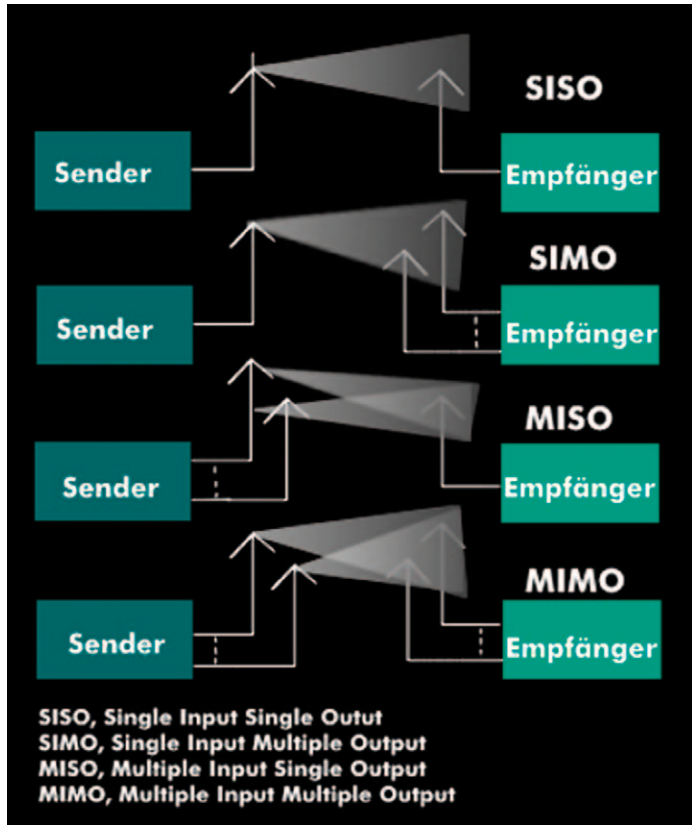 SISO
Sender
Empfänger
SIMO
Sender
Empfänger
MISO
Sender
Empfänger
MIMO
Sender
Empfänger
SISO, Single Input Single Outut
SIMO, Single Input Multiple Output
MISO, Multiple Input Single Output
MIMO, Multiple Input Multiple Output